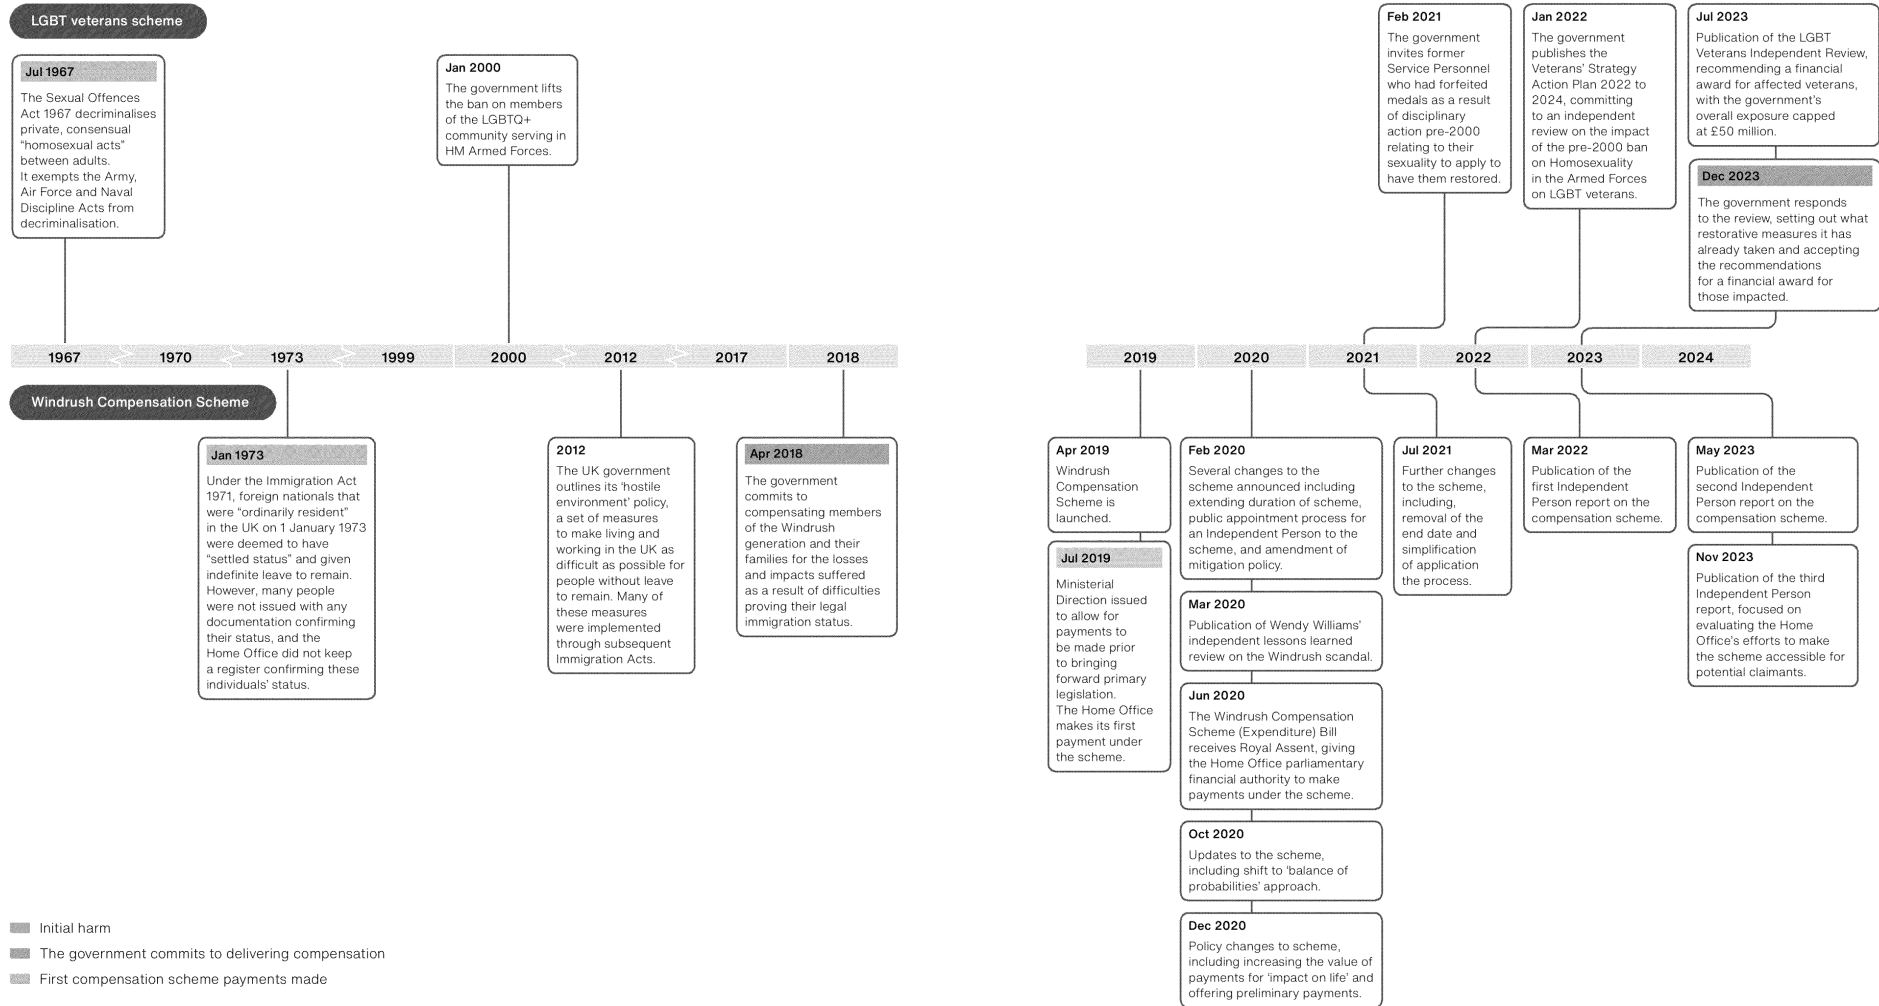 LGBT veterans scheme
Jul 1967
The Sexual Offences
Act 1967 decriminalises
private, consensual
“homosexual acts”
between adults.
It exempts the Army,
Air Force and Naval
Discipline Acts from
decriminalisation.
Jan 2000
The government lifts
the ban on members
of the LGBTQ+
community serving in
HM Armed Forces.
Feb 2021
The government
invites former
Service Personnel
who had forfeited
medals as a result
of disciplinary
action pre-2000
relating to their
sexuality to apply to
have them restored.
Jan 2022
The government
publishes the
Veterans’ Strategy
Action Plan 2022 to
2024, committing
to an independent
review on the impact
of the pre-2000 ban
on Homosexuality
in the Armed Forces
on LGBT veterans.
Jul 2023
Publication of the LGBT
Veterans Independent Review,
recommending a financial
award for affected veterans,
with the government’s
overall exposure capped
at £50 million.
Dec 2023
The government responds
to the review, setting out what
restorative measures it has
already taken and accepting
the recommendations
for a financial award for
those impacted.
1967 1970 1973 1999 2000 2012 2017 2018 2019 2020 2021 2022 2023 2024
Windrush Compensation Scheme
Jan 1973
Under the Immigration Act
1971, foreign nationals that
were “ordinarily resident”
in the UK on 1 January 1973
were deemed to have
“settled status” and given
indefinite leave to remain.
However, many people
were not issued with any
documentation confirming
their status, and the
Home Office did not keep
a register confirming these
individuals’ status.
2012
The UK government
outlines its ‘hostile
environment’ policy,
a set of measures
to make living and
working in the UK as
difficult as possible for
people without leave
to remain. Many of
these measures
were implemented
through subsequent
Immigration Acts.
Apr 2018
The government
commits to
compensating members
of the Windrush
generation and their
families for the losses
and impacts suffered
as a result of difficulties
proving their legal
immigration status.
Apr 2019
Windrush
Compensation
Scheme is
launched.
Jul 2019
Ministerial
Direction issued
to allow for
payments to
be made prior
to bringing
forward primary
legislation.
The Home Office
makes its first
payment under
the scheme.
Feb 2020
Several changes to the
scheme announced including
extending duration of scheme,
public appointment process for
an Independent Person to the
scheme, and amendment of
mitigation policy.
Mar 2020
Publication of Wendy Williams’
independent lessons learned
review on the Windrush scandal.
Jun 2020
The Windrush Compensation
Scheme (Expenditure) Bill
receives Royal Assent, giving
the Home Office parliamentary
financial authority to make
payments under the scheme.
Oct 2020
Updates to the scheme,
including shift to ‘balance of
probabilities’ approach.
Dec 2020
Policy changes to scheme,
including increasing the value of
payments for ‘impact on life’ and
offering preliminary payments.
Jul 2021
Further changes
to the scheme,
including,
removal of the
end date and
simplification
of application
the process.
Mar 2022
Publication of the
first Independent
Person report on the
compensation scheme.
May 2023
Publication of the
second Independent
Person report on the
compensation scheme.
Nov 2023
Publication of the third
Independent Person
report, focused on
evaluating the Home
Office’s efforts to make
the scheme accessible for
potential claimants.
Initial harm
The government commits to delivering compensation
First compensation scheme payments made